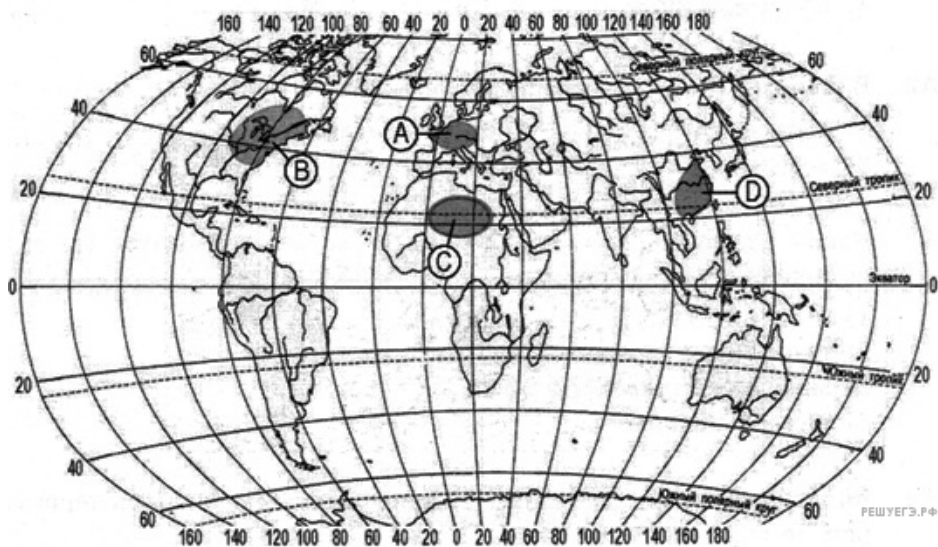 160 140 120 100 80 60 40 20 0 20 40 60 80 100 120 140 160 180
60 Северный полярный круг 60
40 40
A
B
20 D Северный тропик 20
C
0 Экватор 0
20 Южный тропик 20
40 40
60 Южный полярный круг 60
РЕШУЕГЭ.РФ
160 140 120 100 80 60 40 20 0 20 40 60 80 100 120 140 160 180